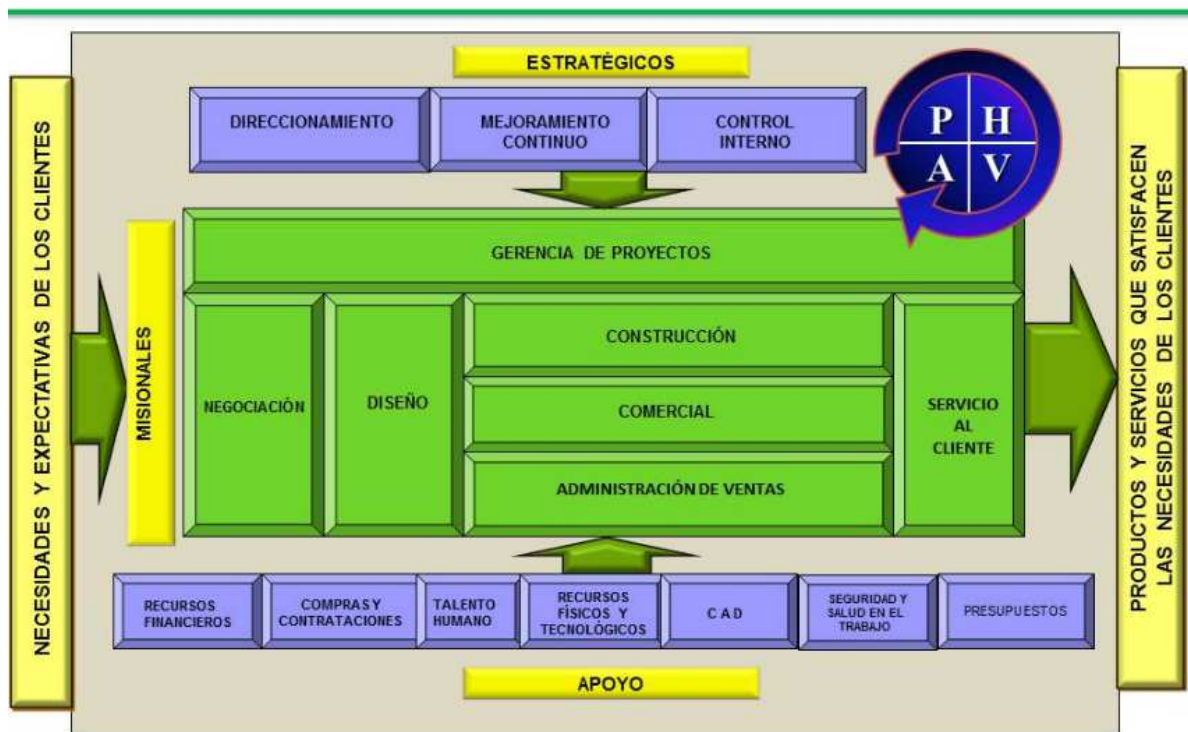 ESTRATÉGICOS
DIRECCIONAMIENTO
MEJORAMIENTO
CONTINUO
CONTROL
INTERNO
P H
A V
NECESIDADES Y EXPECTATIVAS DE LOS CLIENTES
MISIONALES
GERENCIA DE PROYECTOS
NEGOCIACIÓN
DISEÑO
CONSTRUCCIÓN
COMERCIAL
ADMINISTRACIÓN DE VENTAS
SERVICIO
AL
CLIENTE
PRODUCTOS Y SERVICIOS QUE SATISFACEN
LAS NECESIDADES DE LOS CLIENTES
RECURSOS
FINANCIEROS
COMPRAS Y
CONTRATACIONES
TALENTO
HUMANO
RECURSOS
FÍSICOS Y
TECNOLÓGICOS
C A D
SEGURIDAD Y
SALUD EN EL
TRABAJO
PRESUPUESTOS
APOYO